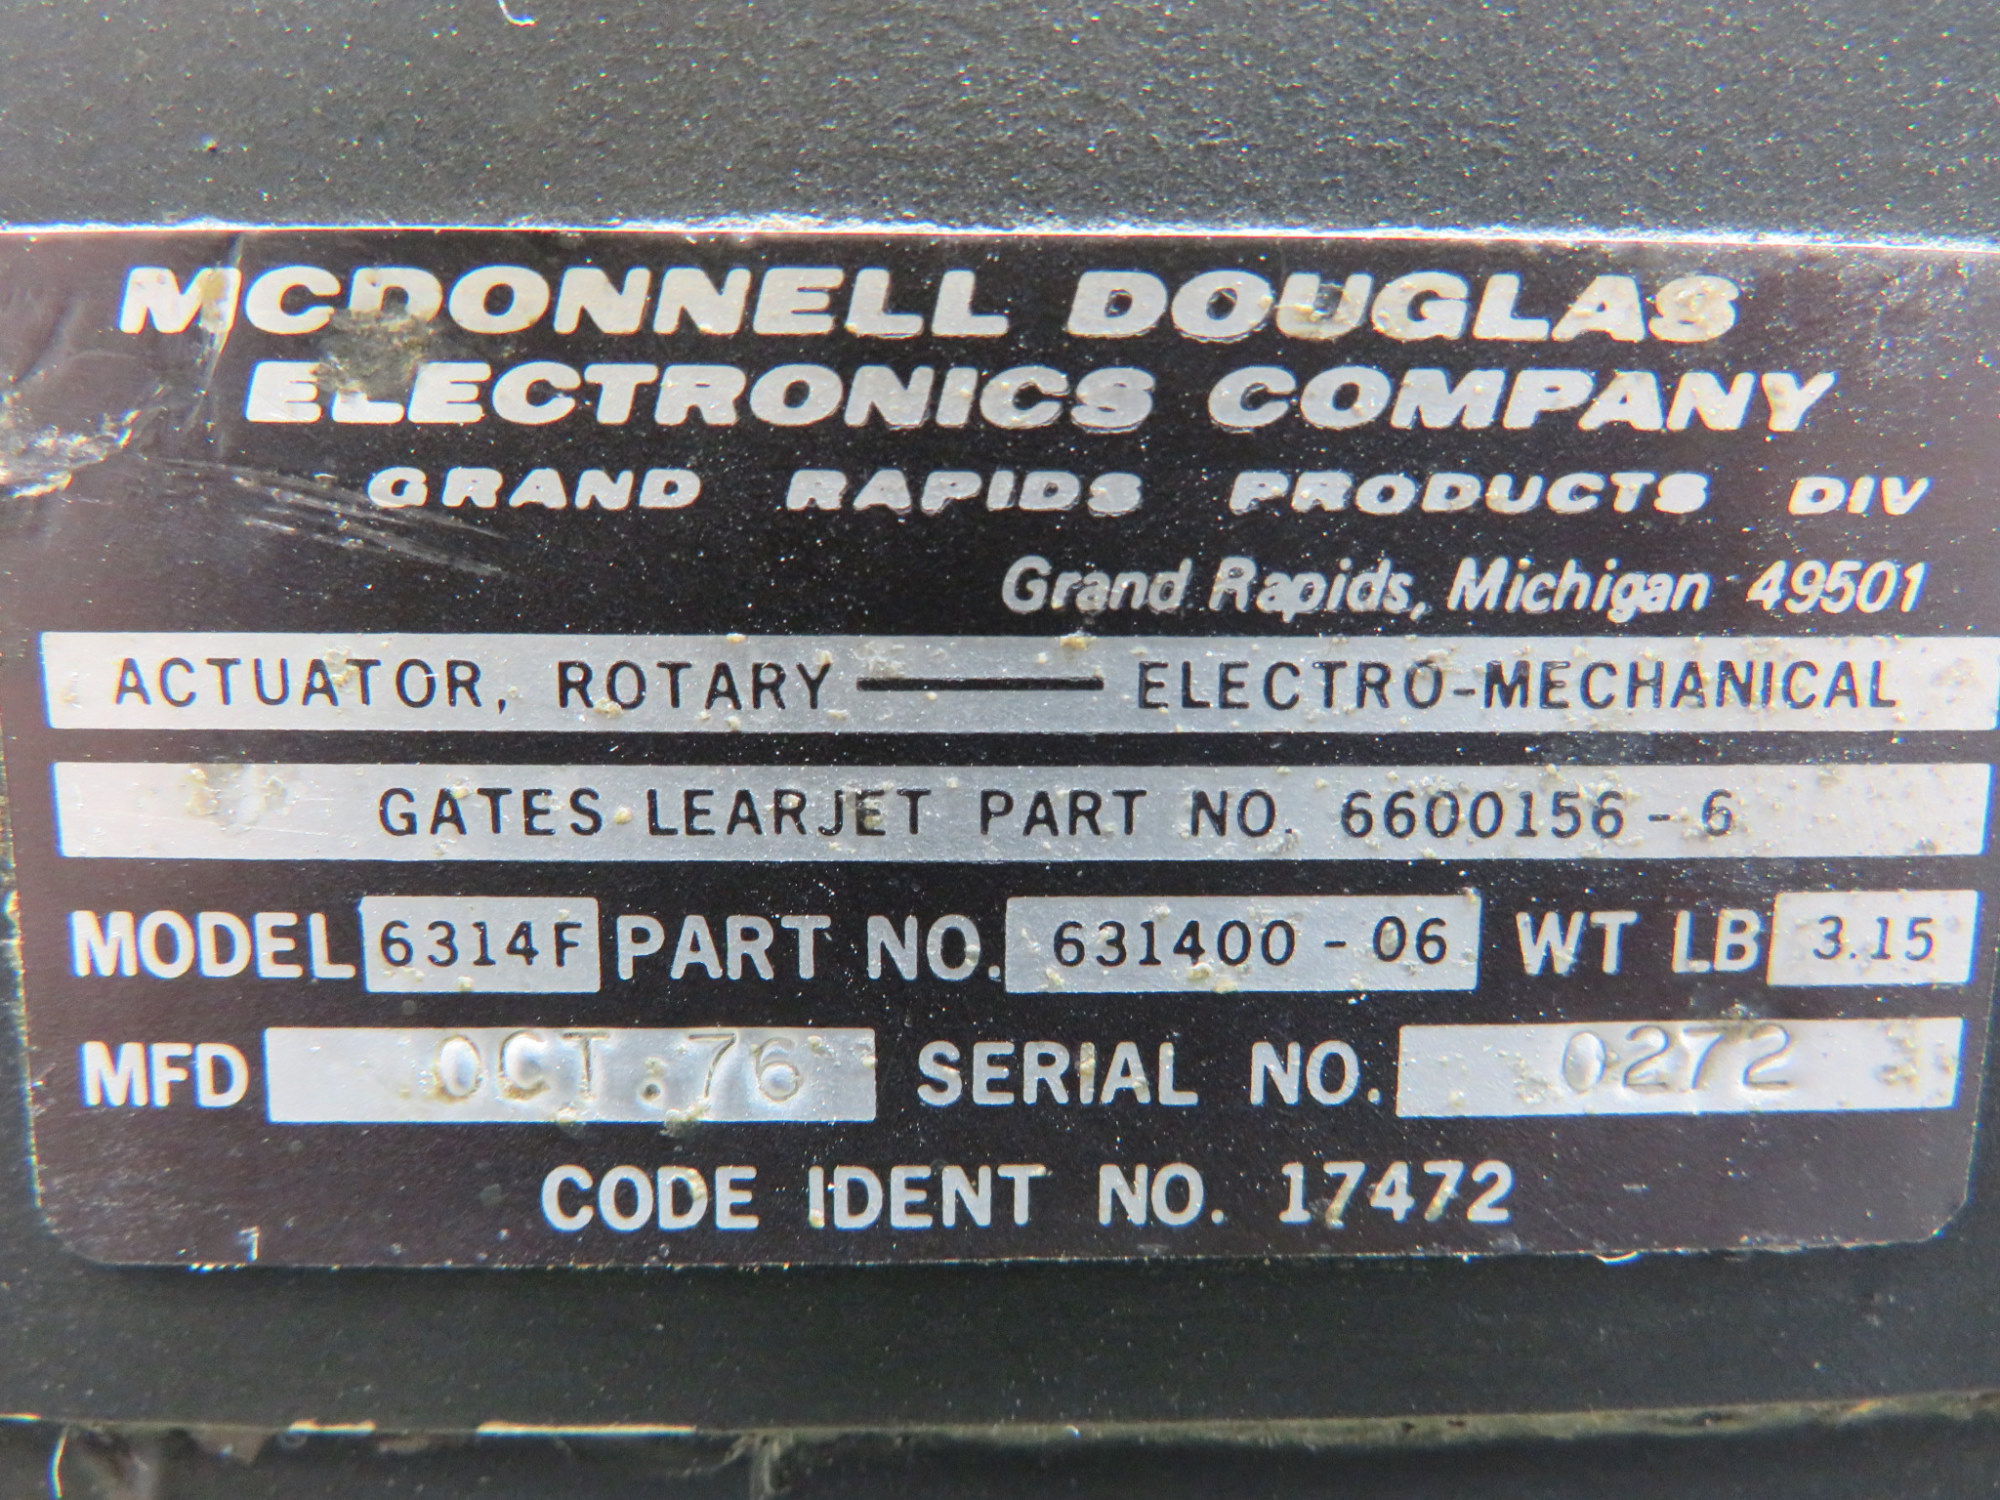 MCDONNELL DOUGLAS
ELECTRONICS COMPANY
GRAND RAPIDS PRODUCTS DIV
Grand Rapids, Michigan 49501
ACTUATOR, ROTARY — ELECTRO-MECHANICAL
GATES LEARJET PART NO. 6600156-6
MODEL 6314F PART NO. 631400-06 WT LB 3.15
MFD OCT.76 SERIAL NO. 0272
CODE IDENT NO. 17472